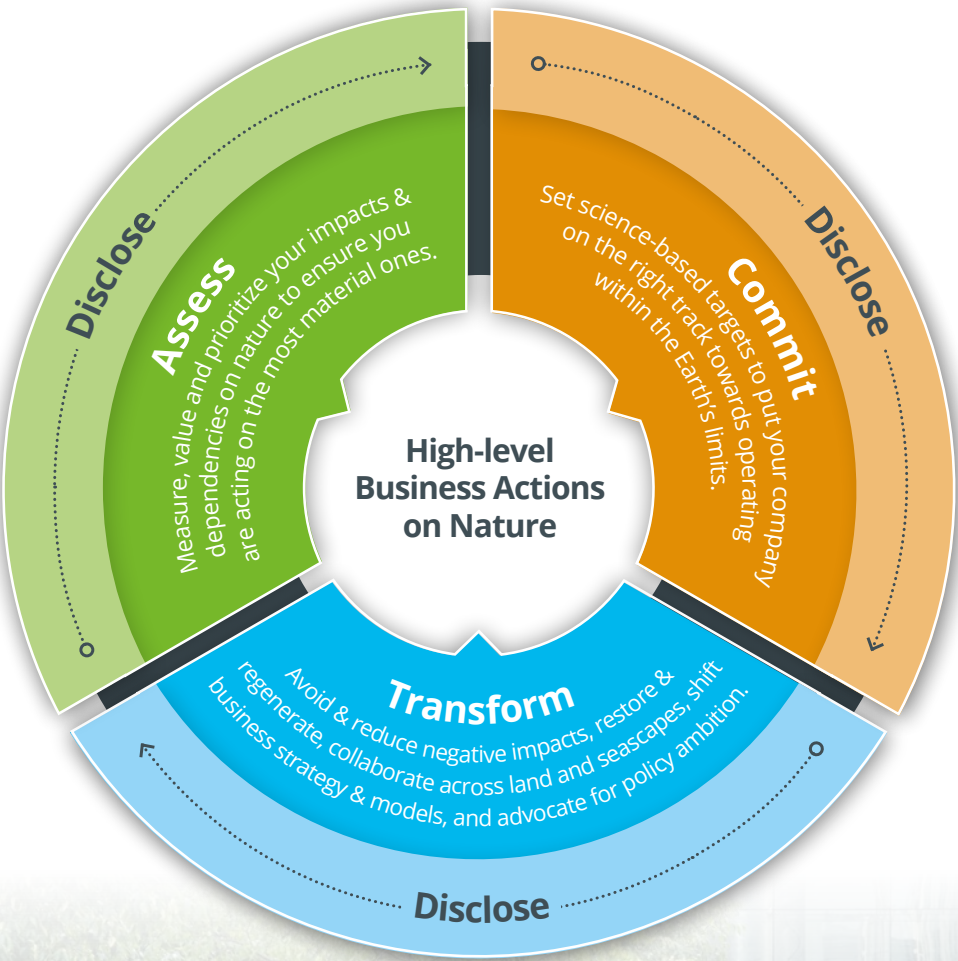 High-level
Business Actions
on Nature
Disclose
Assess
Measure, value and prioritize your impacts &
dependencies on nature to ensure you
are acting on the most material ones.
Disclose
Commit
Set science-based targets to put your company
on the right track towards operating
within the Earth's limits.
Transform
Avoid & reduce negative impacts, restore &
regenerate, collaborate across land and seascapes, shift
business strategy & models, and advocate for policy ambition.
Disclose